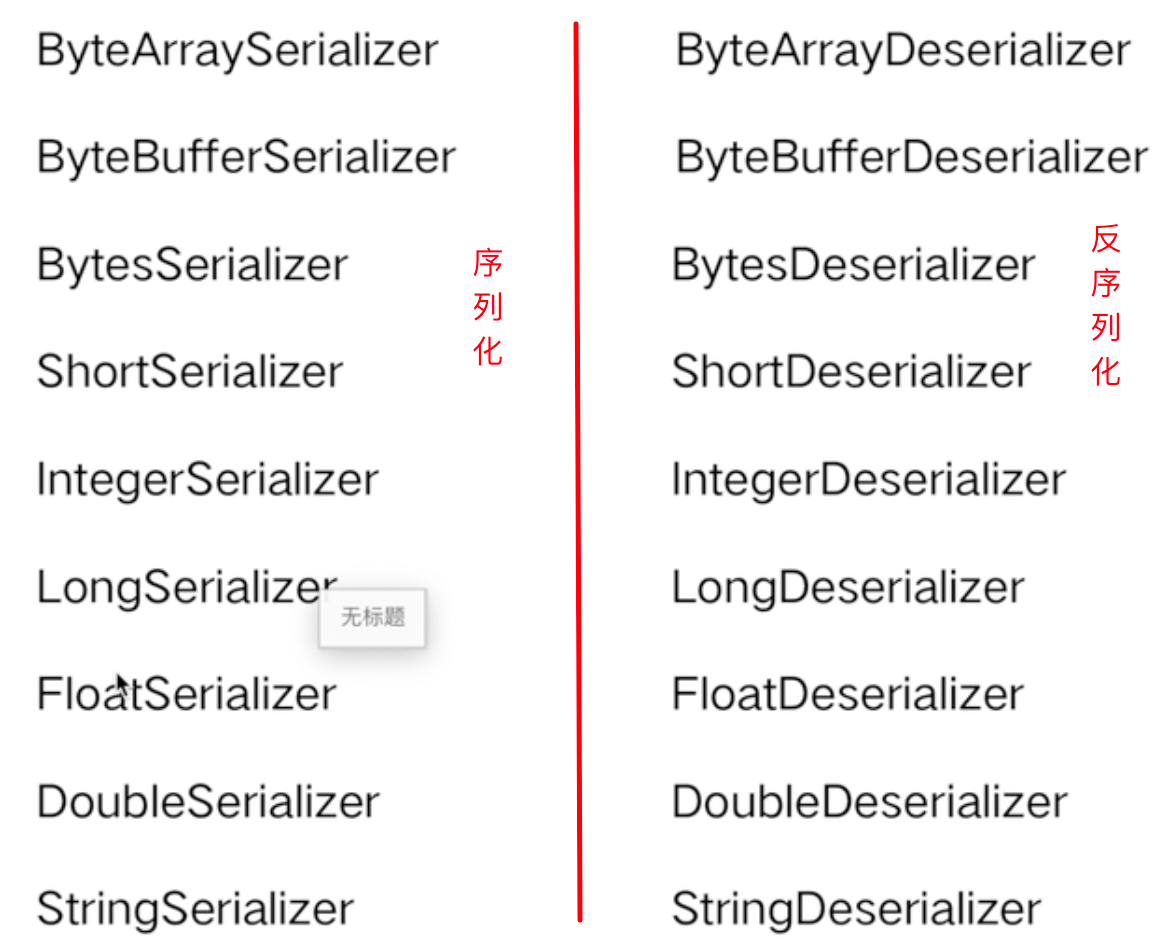 ByteArraySerializer
ByteBufferSerializer
BytesSerializer
ShortSerializer
IntegerSerializer
LongSerializer
FloatSerializer
DoubleSerializer
StringSerializer
序列化
无标题
ByteArrayDeserializer
ByteBufferDeserializer
BytesDeserializer
ShortDeserializer
IntegerDeserializer
LongDeserializer
FloatDeserializer
DoubleDeserializer
StringDeserializer
反序列化